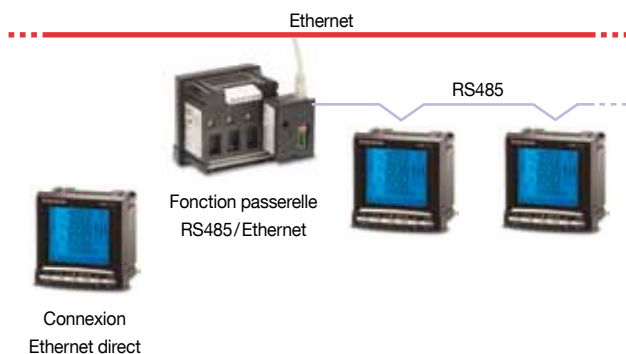 Ethernet
RS485
Fonction passerelle
RS485/Ethernet
Connexion
Ethernet direct